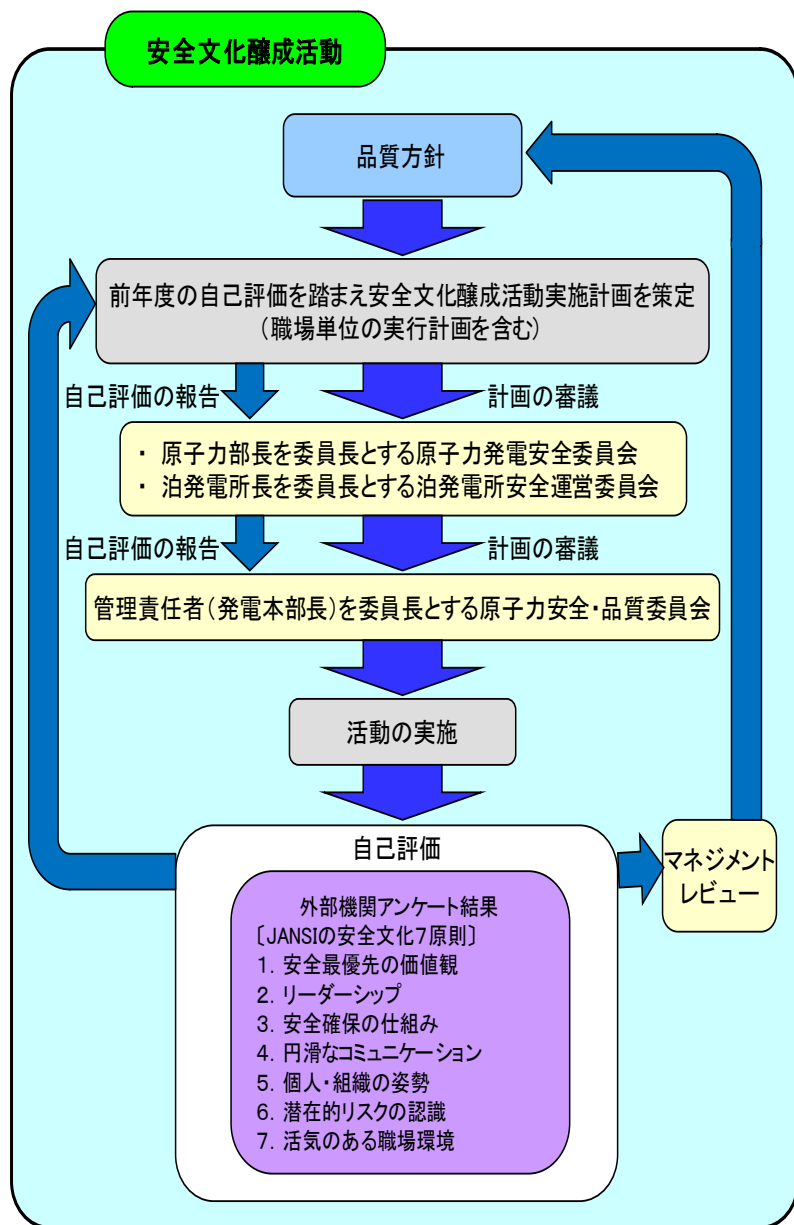 安全文化醸成活動
品質方針
前年度の自己評価を踏まえ安全文化醸成活動実施計画を策定
(職場単位の実行計画を含む)
自己評価の報告
計画の審議
・ 原子力部長を委員長とする原子力発電安全委員会
・ 泊発電所長を委員長とする泊発電所安全運営委員会
自己評価の報告
計画の審議
管理責任者(発電本部長)を委員長とする原子力安全・品質委員会
活動の実施
自己評価
外部機関アンケート結果
〔JANSIの安全文化7原則〕
1. 安全最優先の価値観
2. リーダーシップ
3. 安全確保の仕組み
4. 円滑なコミュニケーション
5. 個人・組織の姿勢
6. 潜在的リスクの認識
7. 活気のある職場環境
マネジメント
レビュー